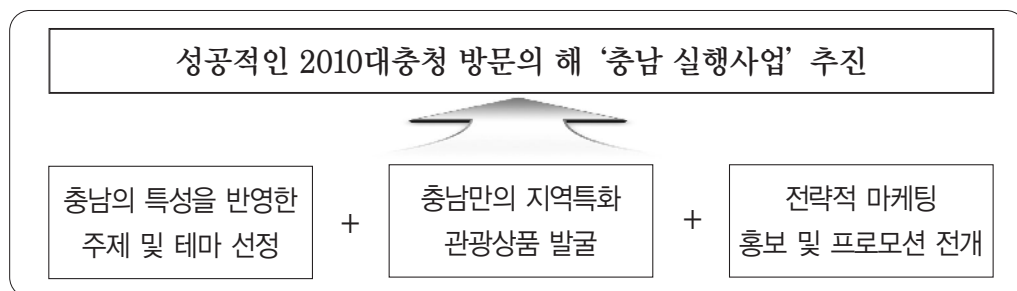 성공적인 2010대충청 방문의 해 ‘충남 실행사업’ 추진
충남의 특성을 반영한
주제 및 테마 선정
+
충남만의 지역특화
관광상품 발굴
+
전략적 마케팅
홍보 및 프로모션 전개